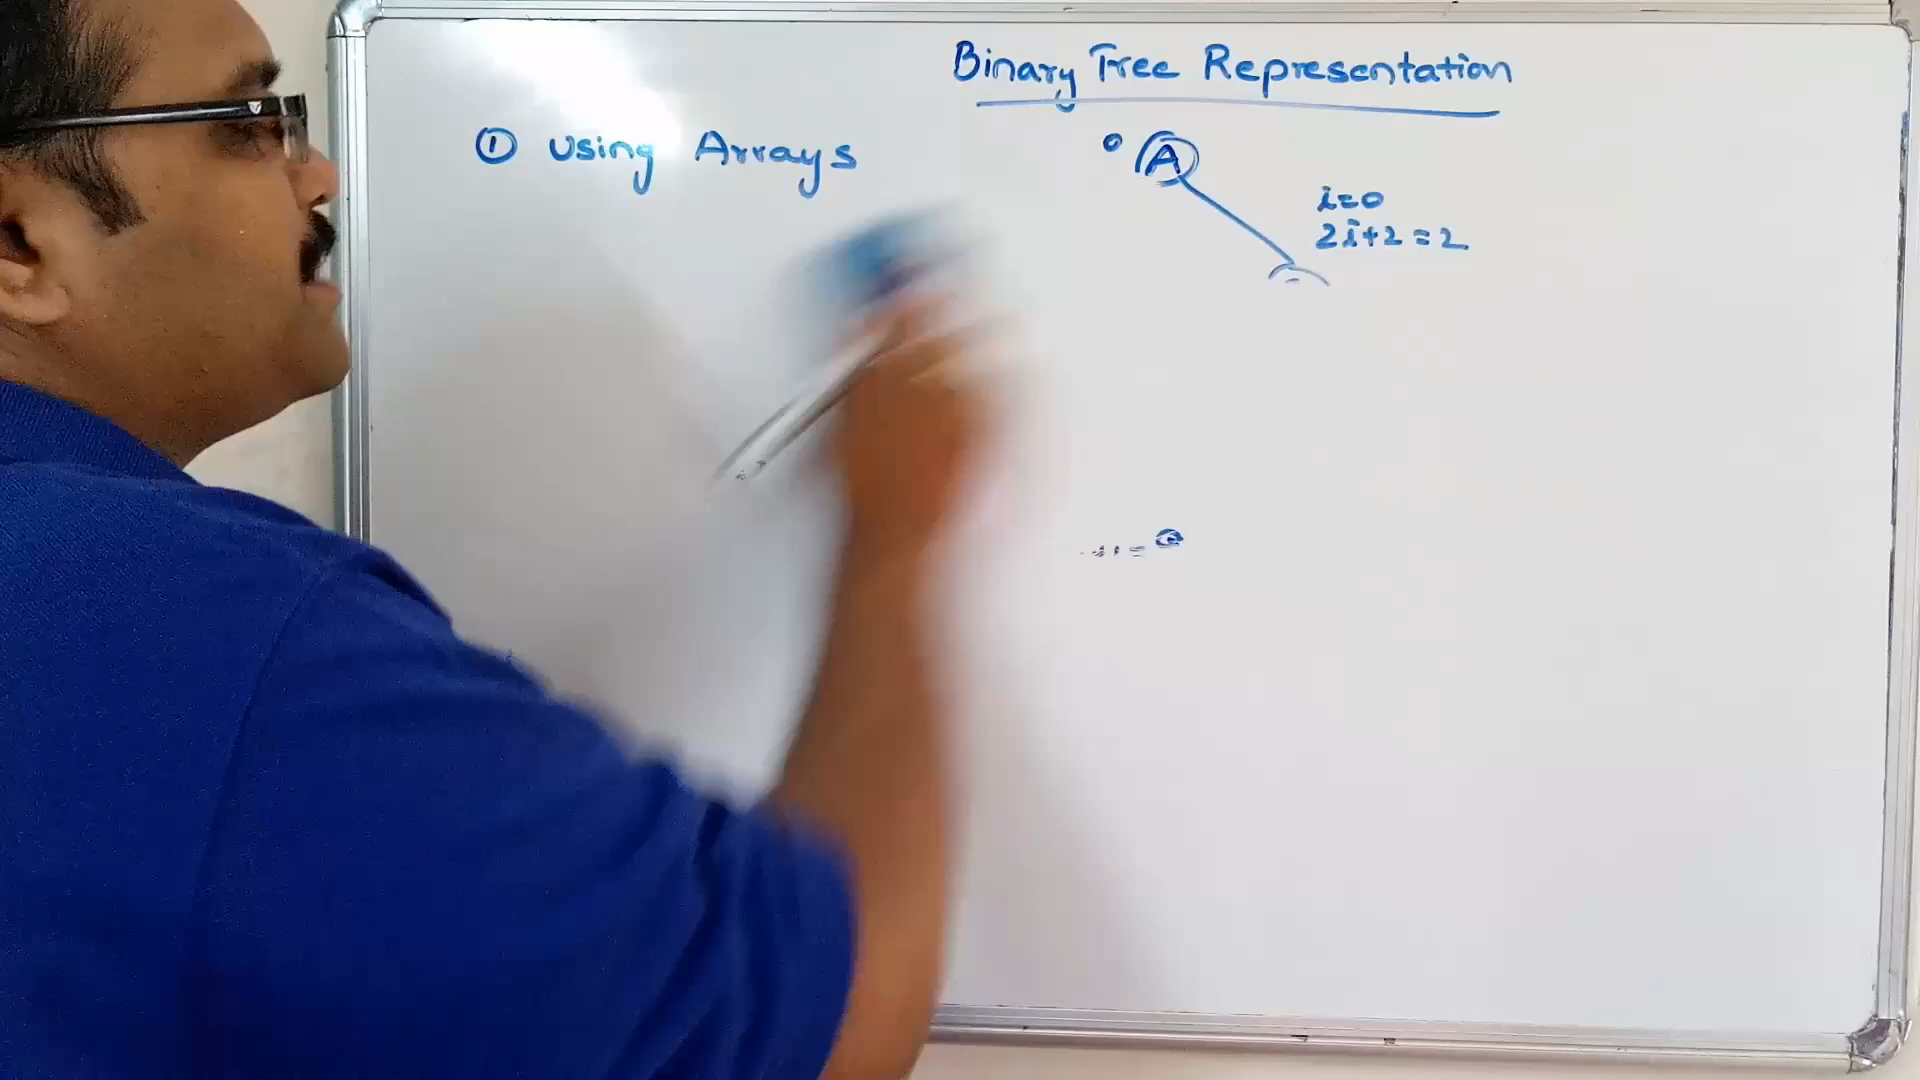 Binary Tree Representation
① Using Arrays
0 A
i=0
2i+2=2